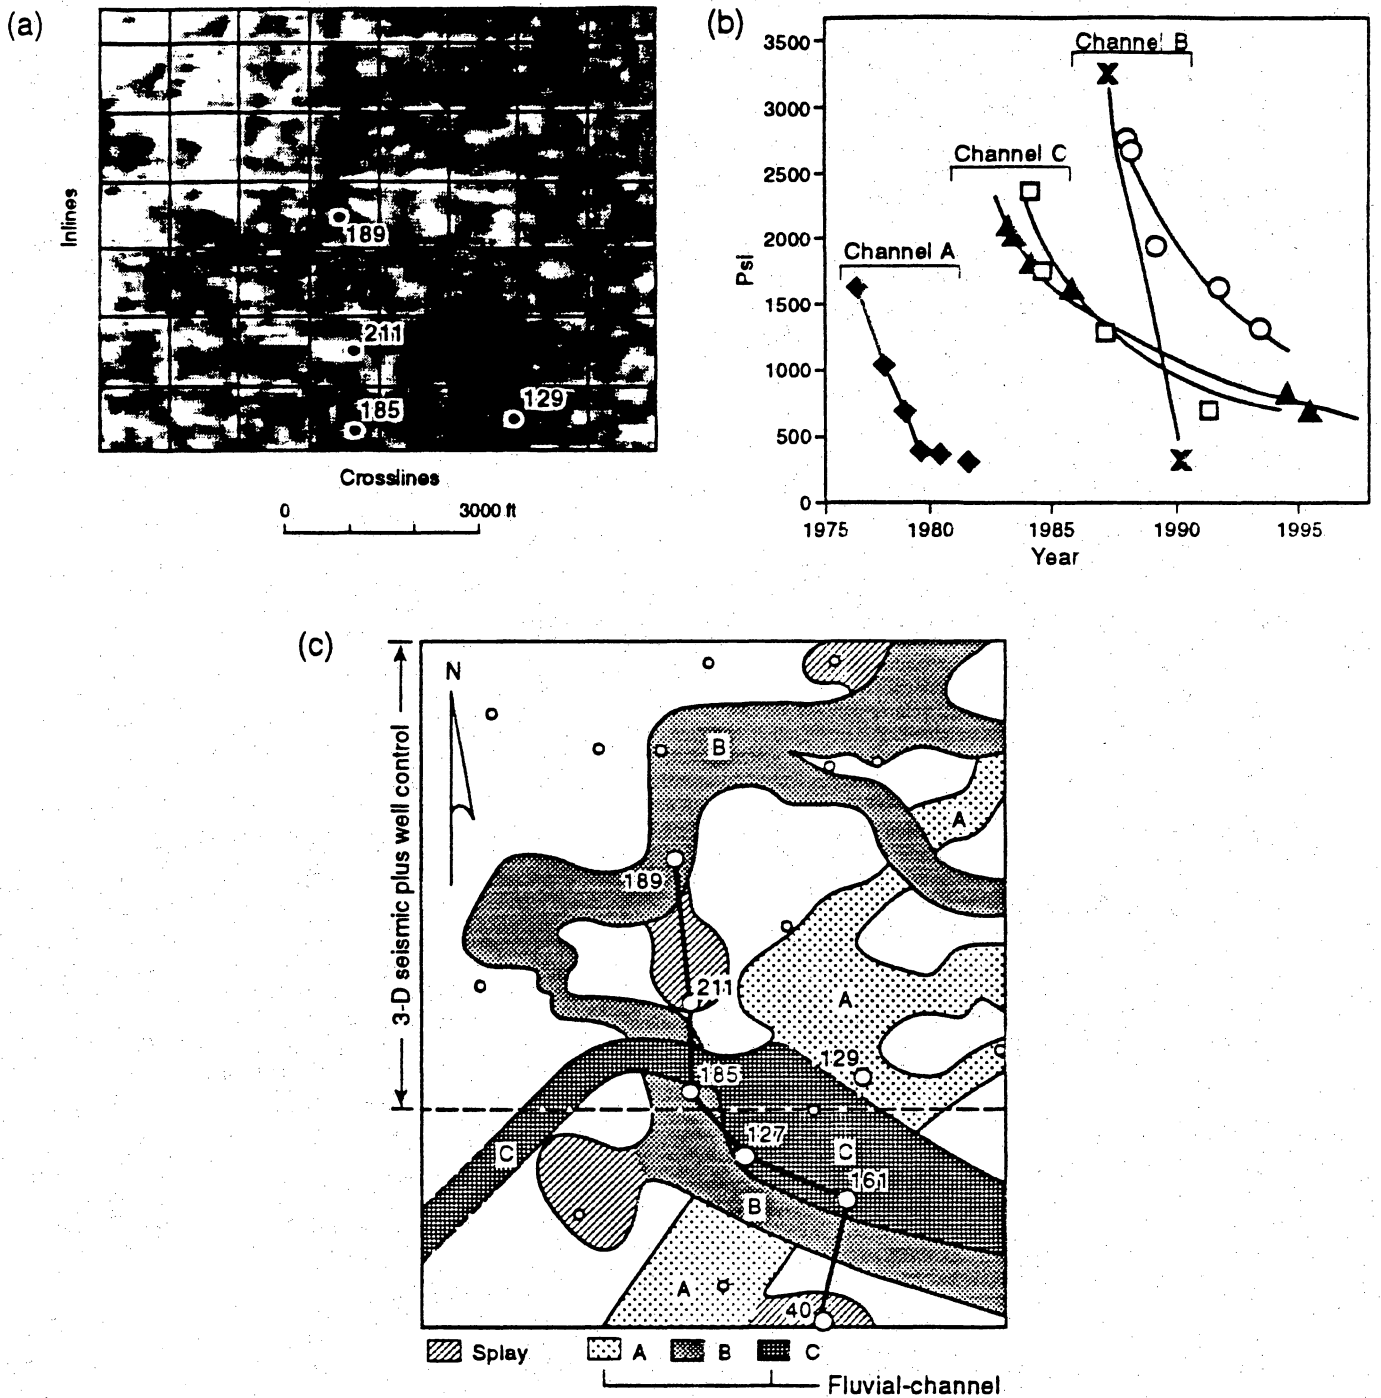 (a)
Inlines
189
211
185
129
Crosslines
0 3000 ft
(b)
Psi
3500
3000
2500
2000
1500
1000
500
0
Channel B
Channel C
Channel A
1975 1980 1985 1990 1995
Year
(c)
3-D seismic plus well control
N
B
A
189
211
A
129
185
127
C
C
161
B
A
40
Splay A B C
Fluvial-channel